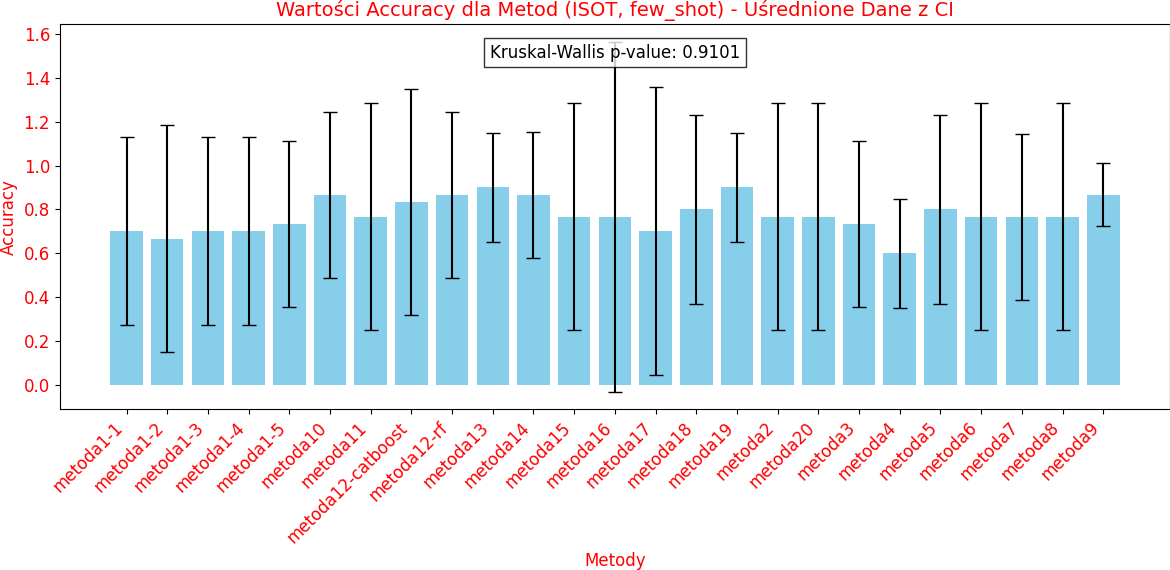 Wartości Accuracy dla Metod (ISOT, few_shot) - Uśrednione Dane z CI
Kruskal-Wallis p-value: 0.9101
Accuracy
1.6
1.4
1.2
1.0
0.8
0.6
0.4
0.2
0.0
metoda1-1
metoda1-2
metoda1-3
metoda1-4
metoda1-5
metoda10
metoda11
metoda12-catboost
metoda12-rf
metoda13
metoda14
metoda15
metoda16
metoda17
metoda18
metoda19
metoda2
metoda20
metoda3
metoda4
metoda5
metoda6
metoda7
metoda8
metoda9
Metody